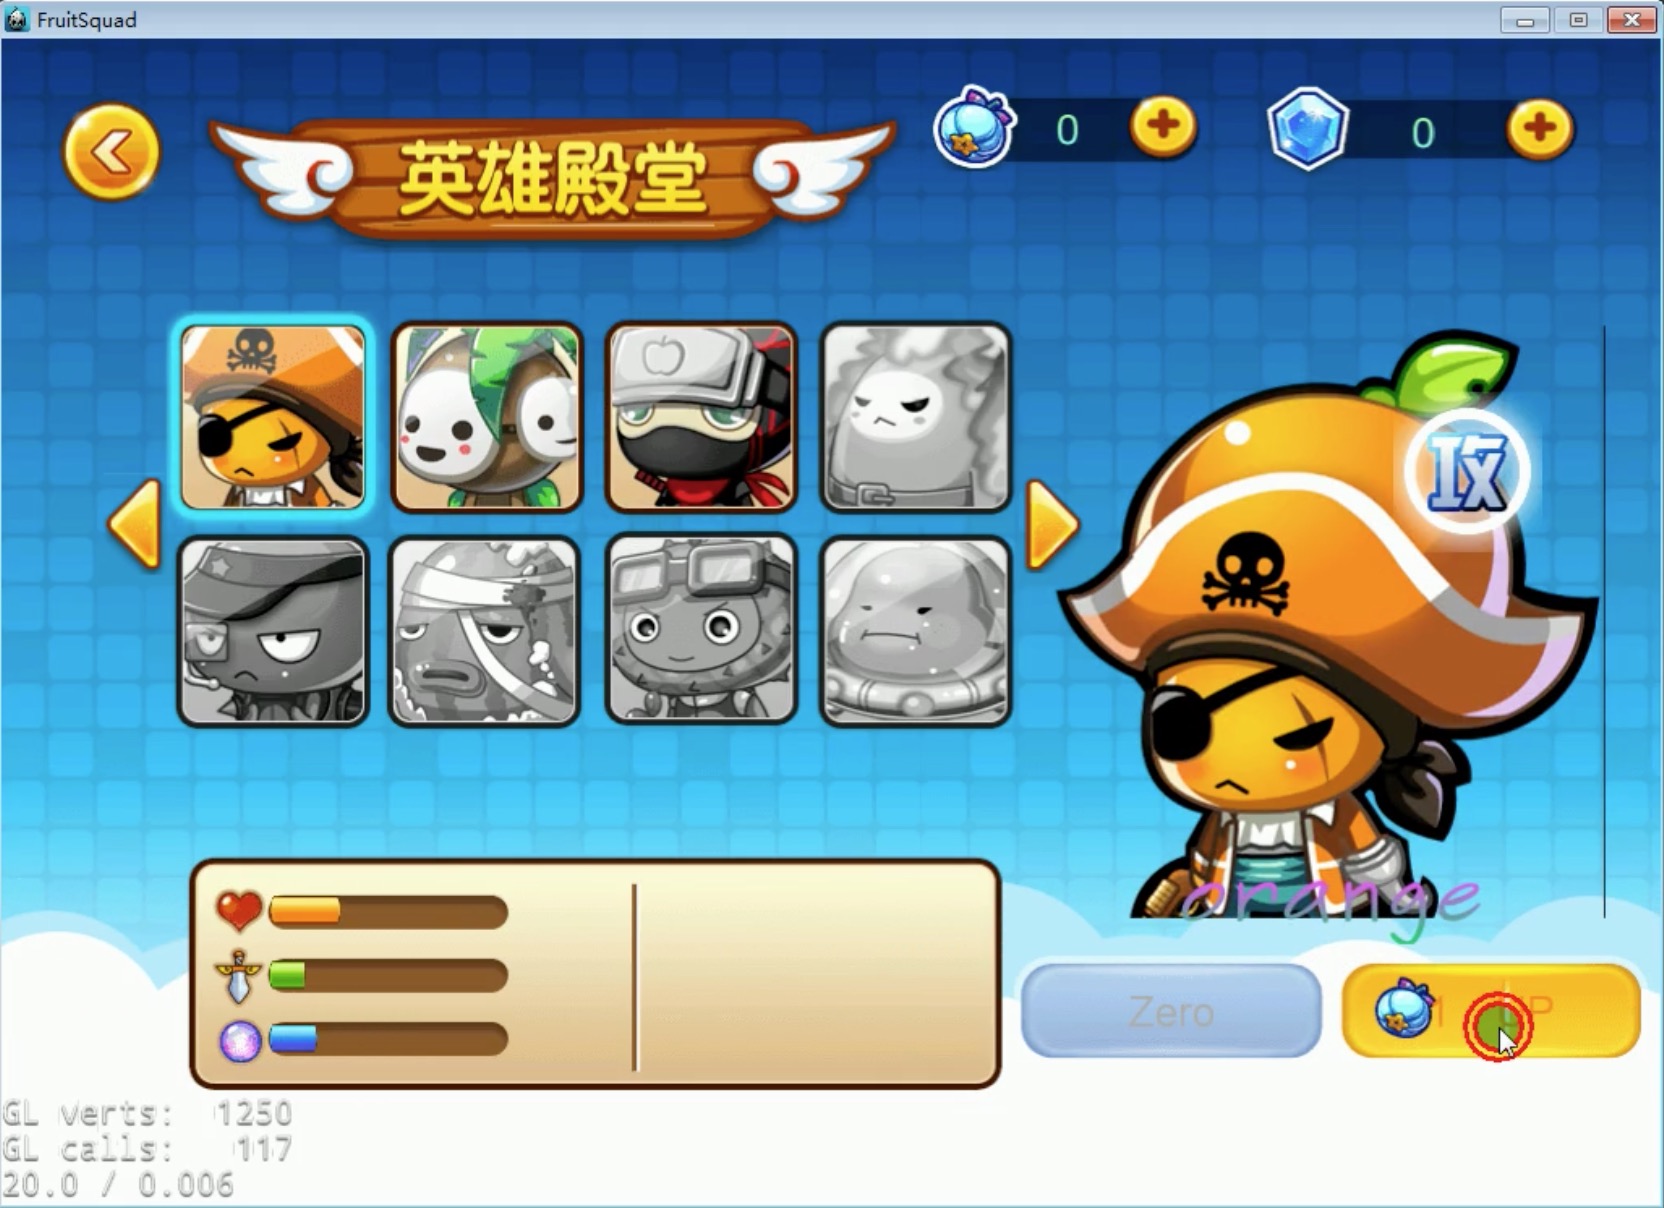 FruitSquad
英雄殿堂
0
0
攻
orange
Zero
GL verts: 1250
GL calls: 117
20.0 / 0.006